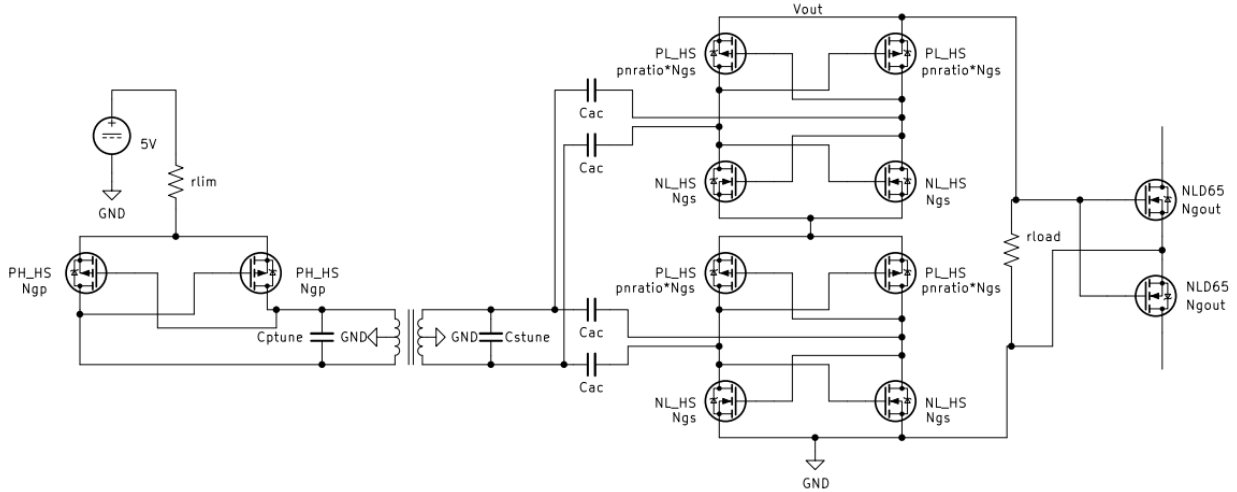 Vout
PL_HS
pnratio*Ngs
PL_HS
pnratio*Ngs
Cac
5V
Cac
rlim
NL_HS
Ngs
NL_HS
Ngs
NLD65
Ngout
GND
rload
PH_HS
Ngp
PH_HS
Ngp
PL_HS
pnratio*Ngs
PL_HS
pnratio*Ngs
NLD65
Ngout
Cptune
GND
GND
Cstune
Cac
Cac
NL_HS
Ngs
NL_HS
Ngs
GND